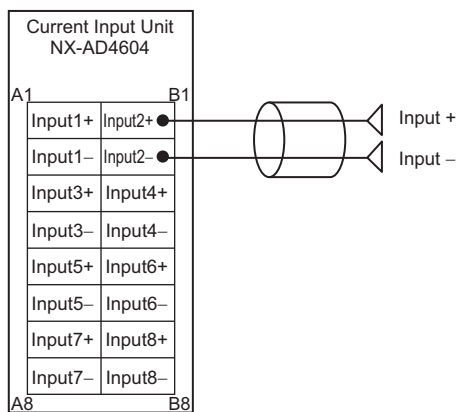 Current Input Unit
NX-AD4604
A1 B1
Input1+ Input2+ Input +
Input1– Input2– Input –
Input3+ Input4+
Input3– Input4–
Input5+ Input6+
Input5– Input6–
Input7+ Input8+
Input7– Input8–
A8 B8